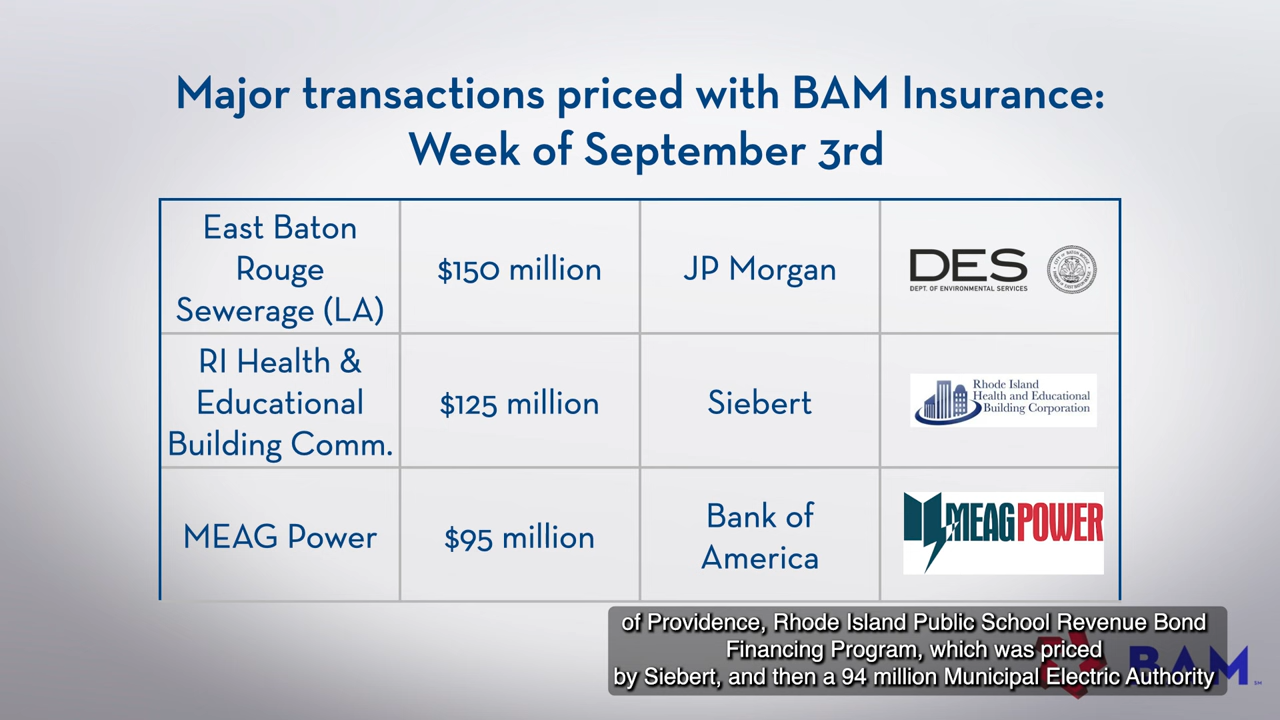 Major transactions priced with BAM Insurance:
Week of September 3rd
East Baton
Rouge
Sewerage (LA)
$150 million
JP Morgan
DES
DEPT. OF ENVIRONMENTAL SERVICES
RI Health &
Educational
Building Comm.
$125 million
Siebert
Rhode Island
Health and Educational
Building Corporation
MEAG Power
$95 million
Bank of
America
MEAG POWER
of Providence, Rhode Island Public School Revenue Bond
Financing Program, which was priced
by Siebert, and then a 94 million Municipal Electric Authority
BAM